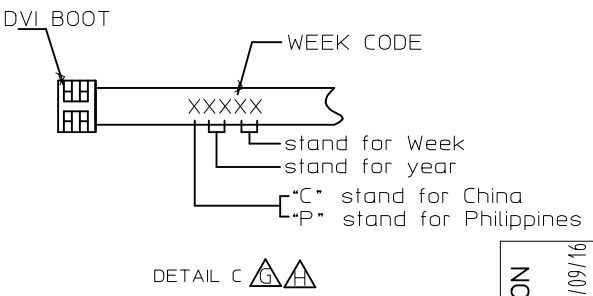 DVI BOOT
WEEK CODE
XXXXX
stand for Week
stand for year
"C" stand for China
"P" stand for Philippines
DETAIL C G H
/09/16